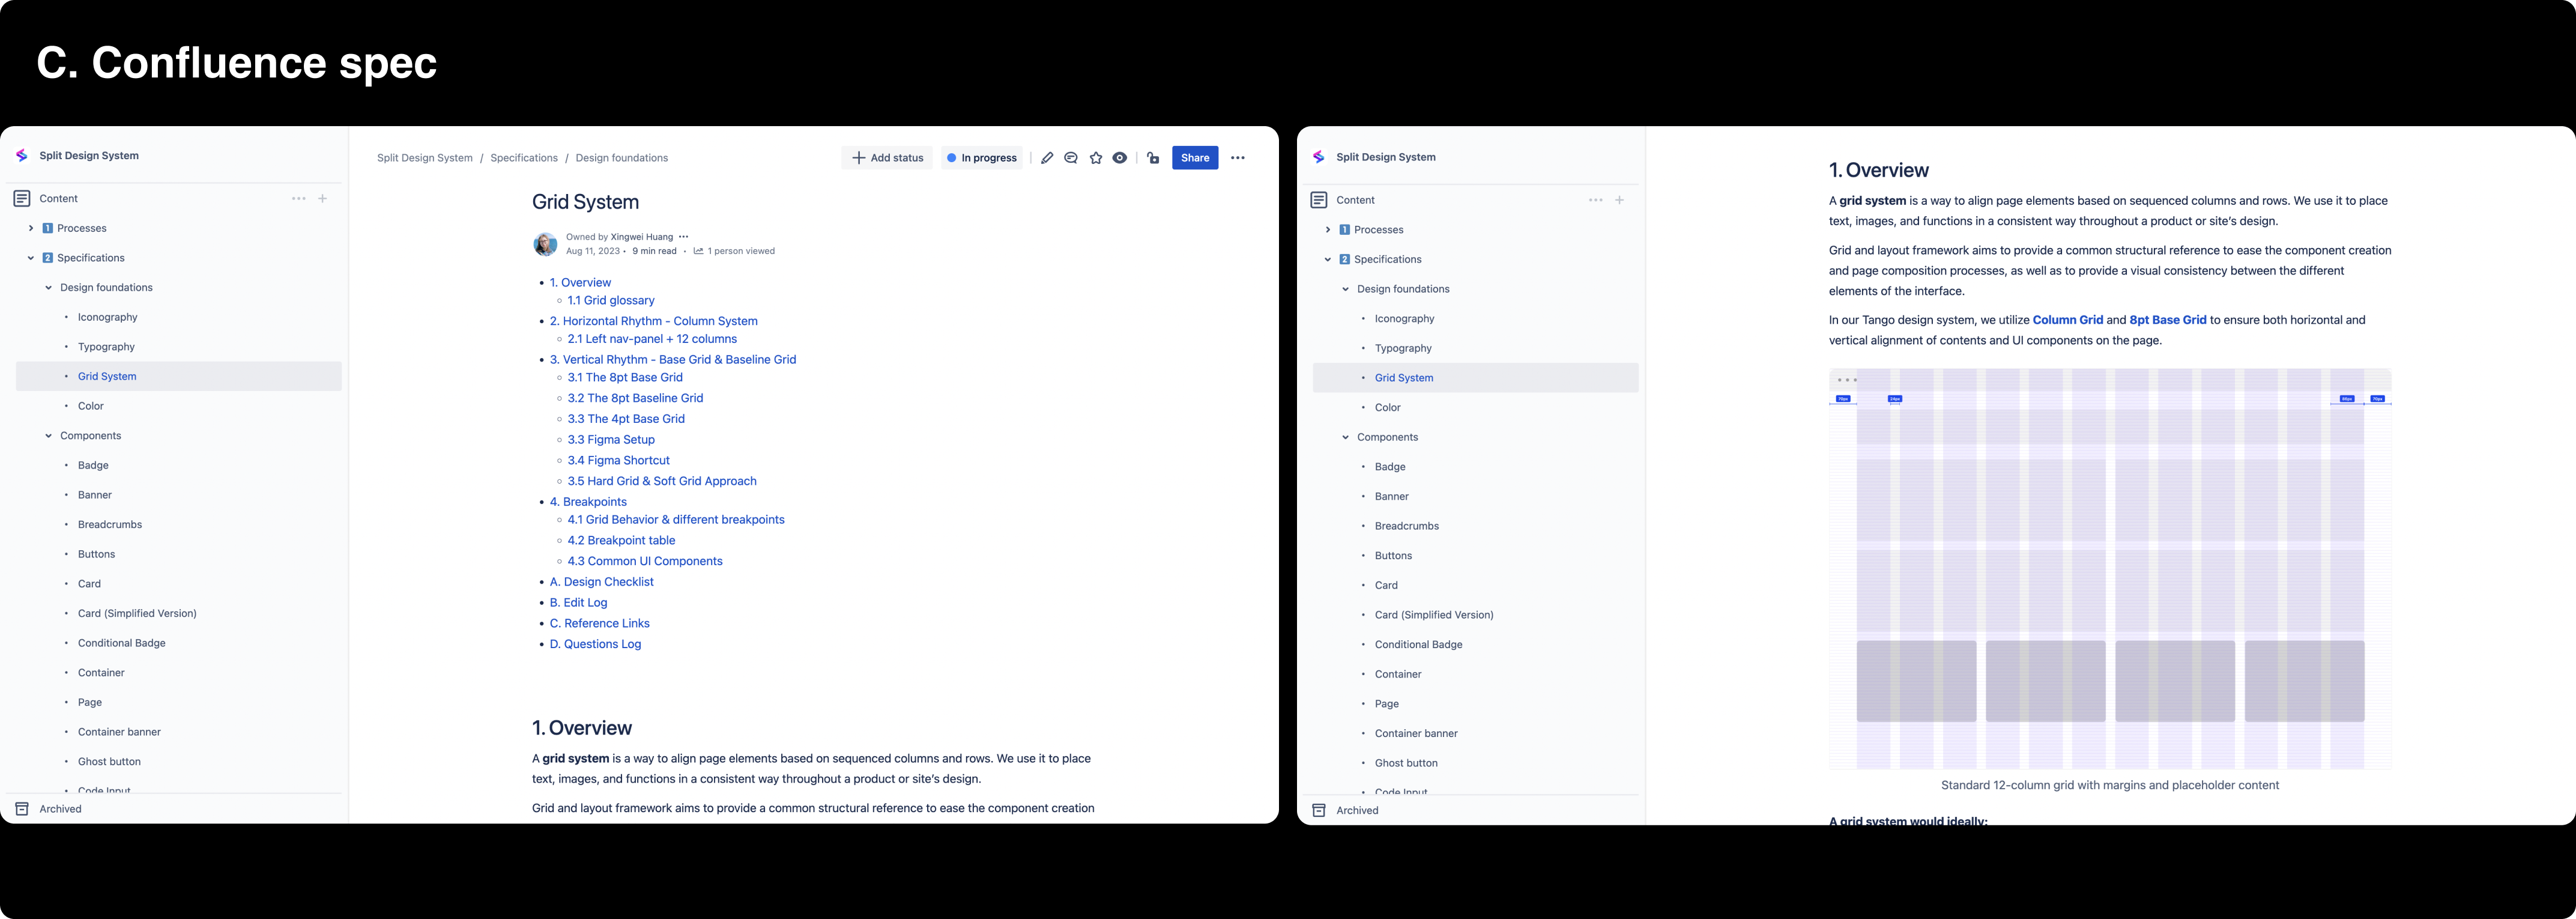 C. Confluence spec
Split Design System
Content
1 Processes
2 Specifications
Design foundations
Iconography
Typography
Grid System
Color
Components
Badge
Banner
Breadcrumbs
Buttons
Card
Card (Simplified Version)
Conditional Badge
Container
Page
Container banner
Ghost button
Code Input
Archived
Split Design System / Specifications / Design foundations
Add status
In progress
Share
Grid System
Owned by Xingwei Huang
Aug 11, 2023 • 9 min read • 1 person viewed
• 1. Overview
◦ 1.1 Grid glossary
• 2. Horizontal Rhythm - Column System
◦ 2.1 Left nav-panel + 12 columns
• 3. Vertical Rhythm - Base Grid & Baseline Grid
◦ 3.1 The 8pt Base Grid
◦ 3.2 The 8pt Baseline Grid
◦ 3.3 The 4pt Base Grid
◦ 3.3 Figma Setup
◦ 3.4 Figma Shortcut
◦ 3.5 Hard Grid & Soft Grid Approach
• 4. Breakpoints
◦ 4.1 Grid Behavior & different breakpoints
◦ 4.2 Breakpoint table
◦ 4.3 Common UI Components
• A. Design Checklist
• B. Edit Log
• C. Reference Links
• D. Questions Log
1. Overview
A grid system is a way to align page elements based on sequenced columns and rows. We use it to place
text, images, and functions in a consistent way throughout a product or site's design.
Grid and layout framework aims to provide a common structural reference to ease the component creation
Split Design System
Content
1 Processes
2 Specifications
Design foundations
Iconography
Typography
Grid System
Color
Components
Badge
Banner
Breadcrumbs
Buttons
Card
Card (Simplified Version)
Conditional Badge
Container
Page
Container banner
Ghost button
Code Input
Archived
1. Overview
A grid system is a way to align page elements based on sequenced columns and rows. We use it to place
text, images, and functions in a consistent way throughout a product or site's design.
Grid and layout framework aims to provide a common structural reference to ease the component creation
and page composition processes, as well as to provide a visual consistency between the different
elements of the interface.
In our Tango design system, we utilize Column Grid and 8pt Base Grid to ensure both horizontal and
vertical alignment of contents and UI components on the page.
Standard 12-column grid with margins and placeholder content
A grid system would ideally: